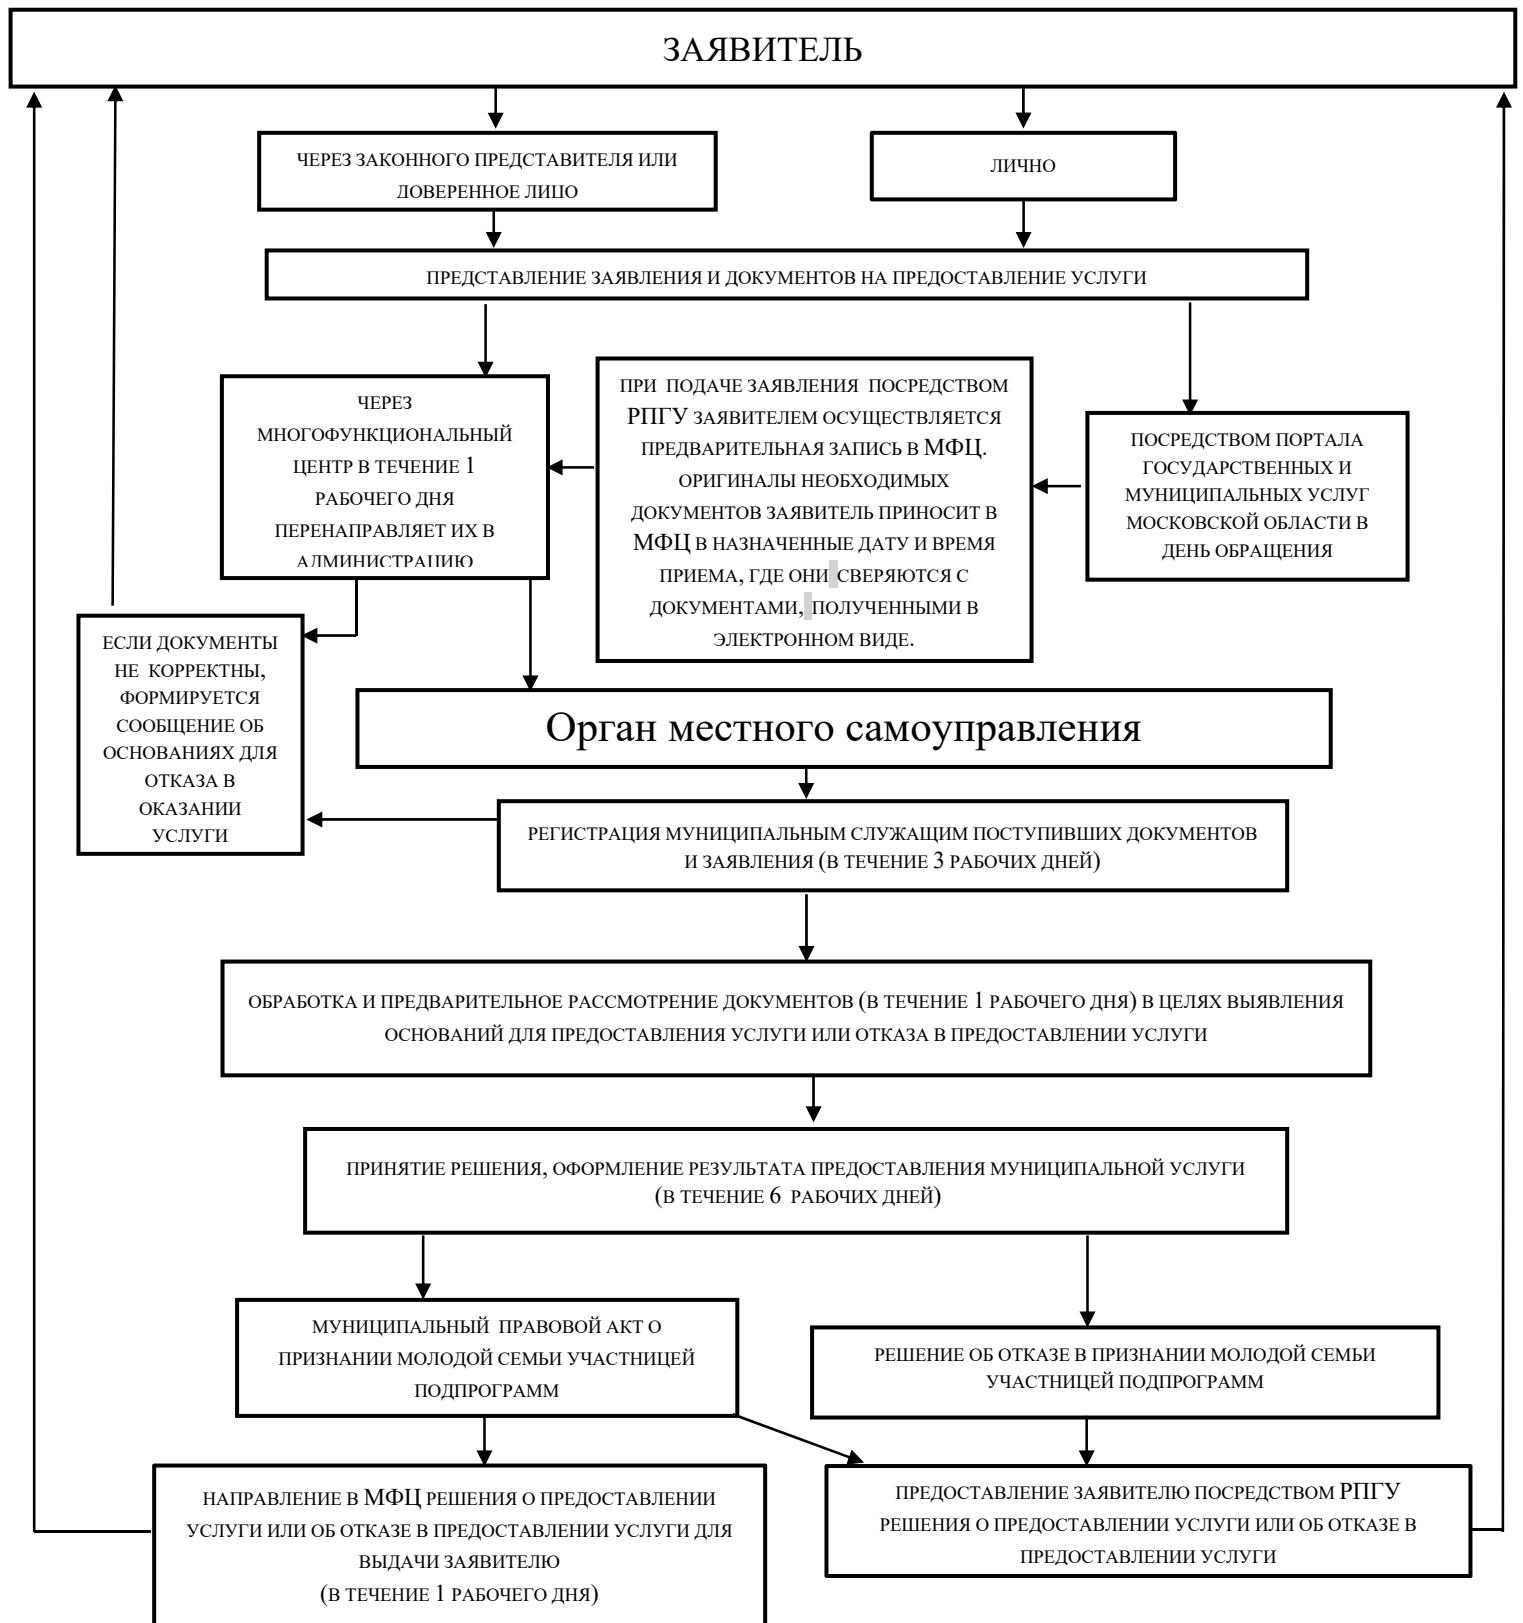 ЗАЯВИТЕЛЬ
ЧЕРЕЗ ЗАКОННОГО ПРЕДСТАВИТЕЛЯ ИЛИ
ДОВЕРЕННОЕ ЛИЦО
ЛИЧНО
ПРЕДСТАВЛЕНИЕ ЗАЯВЛЕНИЯ И ДОКУМЕНТОВ НА ПРЕДОСТАВЛЕНИЕ УСЛУГИ
ЧЕРЕЗ
МНОГОФУНКЦИОНАЛЬНЫЙ
ЦЕНТР В ТЕЧЕНИЕ 1
РАБОЧЕГО ДНЯ
ПЕРЕНАПРАВЛЯЕТ ИХ В
АДМИНИСТРАЦИЮ
ПРИ ПОДАЧЕ ЗАЯВЛЕНИЯ ПОСРЕДСТВОМ
РПГУ ЗАЯВИТЕЛЕМ ОСУЩЕСТВЛЯЕТСЯ
ПРЕДВАРИТЕЛЬНАЯ ЗАПИСЬ В МФЦ.
ОРИГИНАЛЫ НЕОБХОДИМЫХ
ДОКУМЕНТОВ ЗАЯВИТЕЛЬ ПРИНОСИТ В
МФЦ В НАЗНАЧЕННЫЕ ДАТУ И ВРЕМЯ
ПРИЕМА, ГДЕ ОНИ СВЕРЯЮТСЯ С
ДОКУМЕНТАМИ, ПОЛУЧЕННЫМИ В
ЭЛЕКТРОННОМ ВИДЕ.
ПОСРЕДСТВОМ ПОРТАЛА
ГОСУДАРСТВЕННЫХ И
МУНИЦИПАЛЬНЫХ УСЛУГ
МОСКОВСКОЙ ОБЛАСТИ В
ДЕНЬ ОБРАЩЕНИЯ
ЕСЛИ ДОКУМЕНТЫ
НЕ КОРРЕКТНЫ,
ФОРМИРУЕТСЯ
СООБЩЕНИЕ ОБ
ОСНОВАНИЯХ ДЛЯ
ОТКАЗА В
ОКАЗАНИИ
УСЛУГИ
Орган местного самоуправления
РЕГИСТРАЦИЯ МУНИЦИПАЛЬНЫМ СЛУЖАЩИМ ПОСТУПИВШИХ ДОКУМЕНТОВ
И ЗАЯВЛЕНИЯ (В ТЕЧЕНИЕ 3 РАБОЧИХ ДНЕЙ)
ОБРАБОТКА И ПРЕДВАРИТЕЛЬНОЕ РАССМОТРЕНИЕ ДОКУМЕНТОВ (В ТЕЧЕНИЕ 1 РАБОЧЕГО ДНЯ) В ЦЕЛЯХ ВЫЯВЛЕНИЯ
ОСНОВАНИЙ ДЛЯ ПРЕДОСТАВЛЕНИЯ УСЛУГИ ИЛИ ОТКАЗА В ПРЕДОСТАВЛЕНИИ УСЛУГИ
ПРИНЯТИЕ РЕШЕНИЯ, ОФОРМЛЕНИЕ РЕЗУЛЬТАТА ПРЕДОСТАВЛЕНИЯ МУНИЦИПАЛЬНОЙ УСЛУГИ
(В ТЕЧЕНИЕ 6 РАБОЧИХ ДНЕЙ)
МУНИЦИПАЛЬНЫЙ ПРАВОВОЙ АКТ О
ПРИЗНАНИИ МОЛОДОЙ СЕМЬИ УЧАСТНИЦЕЙ
ПОДПРОГРАММ
РЕШЕНИЕ ОБ ОТКАЗЕ В ПРИЗНАНИИ МОЛОДОЙ СЕМЬИ
УЧАСТНИЦЕЙ ПОДПРОГРАММ
НАПРАВЛЕНИЕ В МФЦ РЕШЕНИЯ О ПРЕДОСТАВЛЕНИИ
УСЛУГИ ИЛИ ОБ ОТКАЗЕ В ПРЕДОСТАВЛЕНИИ УСЛУГИ ДЛЯ
ВЫДАЧИ ЗАЯВИТЕЛЮ
(В ТЕЧЕНИЕ 1 РАБОЧЕГО ДНЯ)
ПРЕДОСТАВЛЕНИЕ ЗАЯВИТЕЛЮ ПОСРЕДСТВОМ РПГУ
РЕШЕНИЯ О ПРЕДОСТАВЛЕНИИ УСЛУГИ ИЛИ ОБ ОТКАЗЕ В
ПРЕДОСТАВЛЕНИИ УСЛУГИ